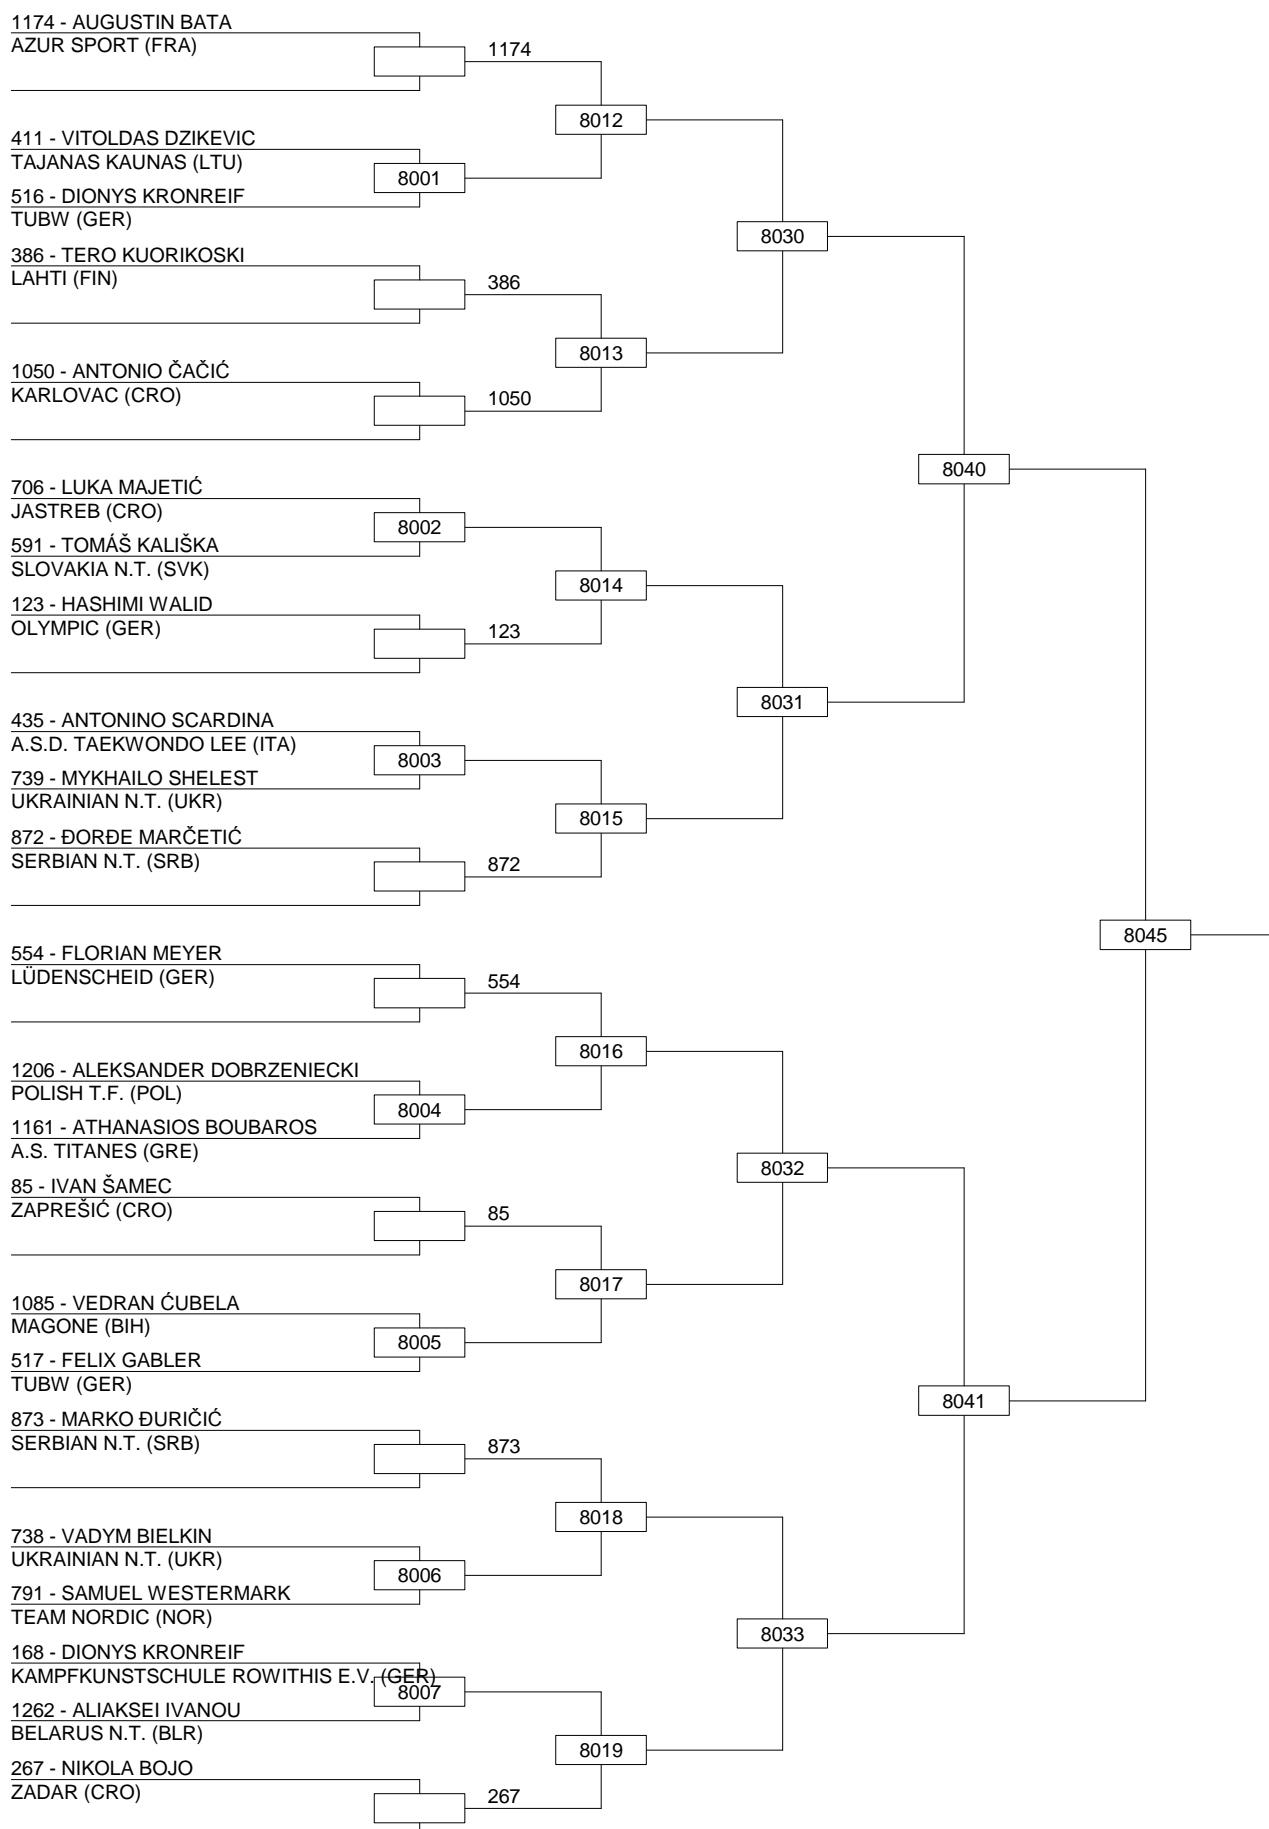 1174 - AUGUSTIN BATA
AZUR SPORT (FRA)
1174
8012
411 - VITOLDAS DZIKEVIC
TAJANAS KAUNAS (LTU)
8001
516 - DIONYS KRONREIF
TUBW (GER)
8030
386 - TERO KUORIKOSKI
LAHTI (FIN)
386
8013
1050 - ANTONIO ČAČIĆ
KARLOVAC (CRO)
1050
8040
706 - LUKA MAJETIĆ
JASTREB (CRO)
8002
591 - TOMÁŠ KALIŠKA
SLOVAKIA N.T. (SVK)
8014
123 - HASHIMI WALID
OLYMPIC (GER)
123
8031
435 - ANTONINO SCARDINA
A.S.D. TAEKWONDO LEE (ITA)
8003
739 - MYKHAILO SHELEST
UKRAINIAN N.T. (UKR)
8015
872 - ĐORĐE MARČETIĆ
SERBIAN N.T. (SRB)
872
8045
554 - FLORIAN MEYER
LÜDENSCHEID (GER)
554
8016
1206 - ALEKSANDER DOBRZENIECKI
POLISH T.F. (POL)
8004
1161 - ATHANASIOS BOUBAROS
A.S. TITANES (GRE)
8032
85 - IVAN ŠAMEC
ZAPREŠIĆ (CRO)
85
8017
1085 - VEDRAN ĆUBELA
MAGONE (BIH)
8005
517 - FELIX GABLER
TUBW (GER)
8041
873 - MARKO ĐURIČIĆ
SERBIAN N.T. (SRB)
873
8018
738 - VADYM BIELKIN
UKRAINIAN N.T. (UKR)
8006
791 - SAMUEL WESTERMARK
TEAM NORDIC (NOR)
8033
168 - DIONYS KRONREIF
KAMPFKUNSTSCHULE ROWITHIS E.V. (GER)
8007
1262 - ALIAKSEI IVANOU
BELARUS N.T. (BLR)
8019
267 - NIKOLA BOJO
ZADAR (CRO)
267